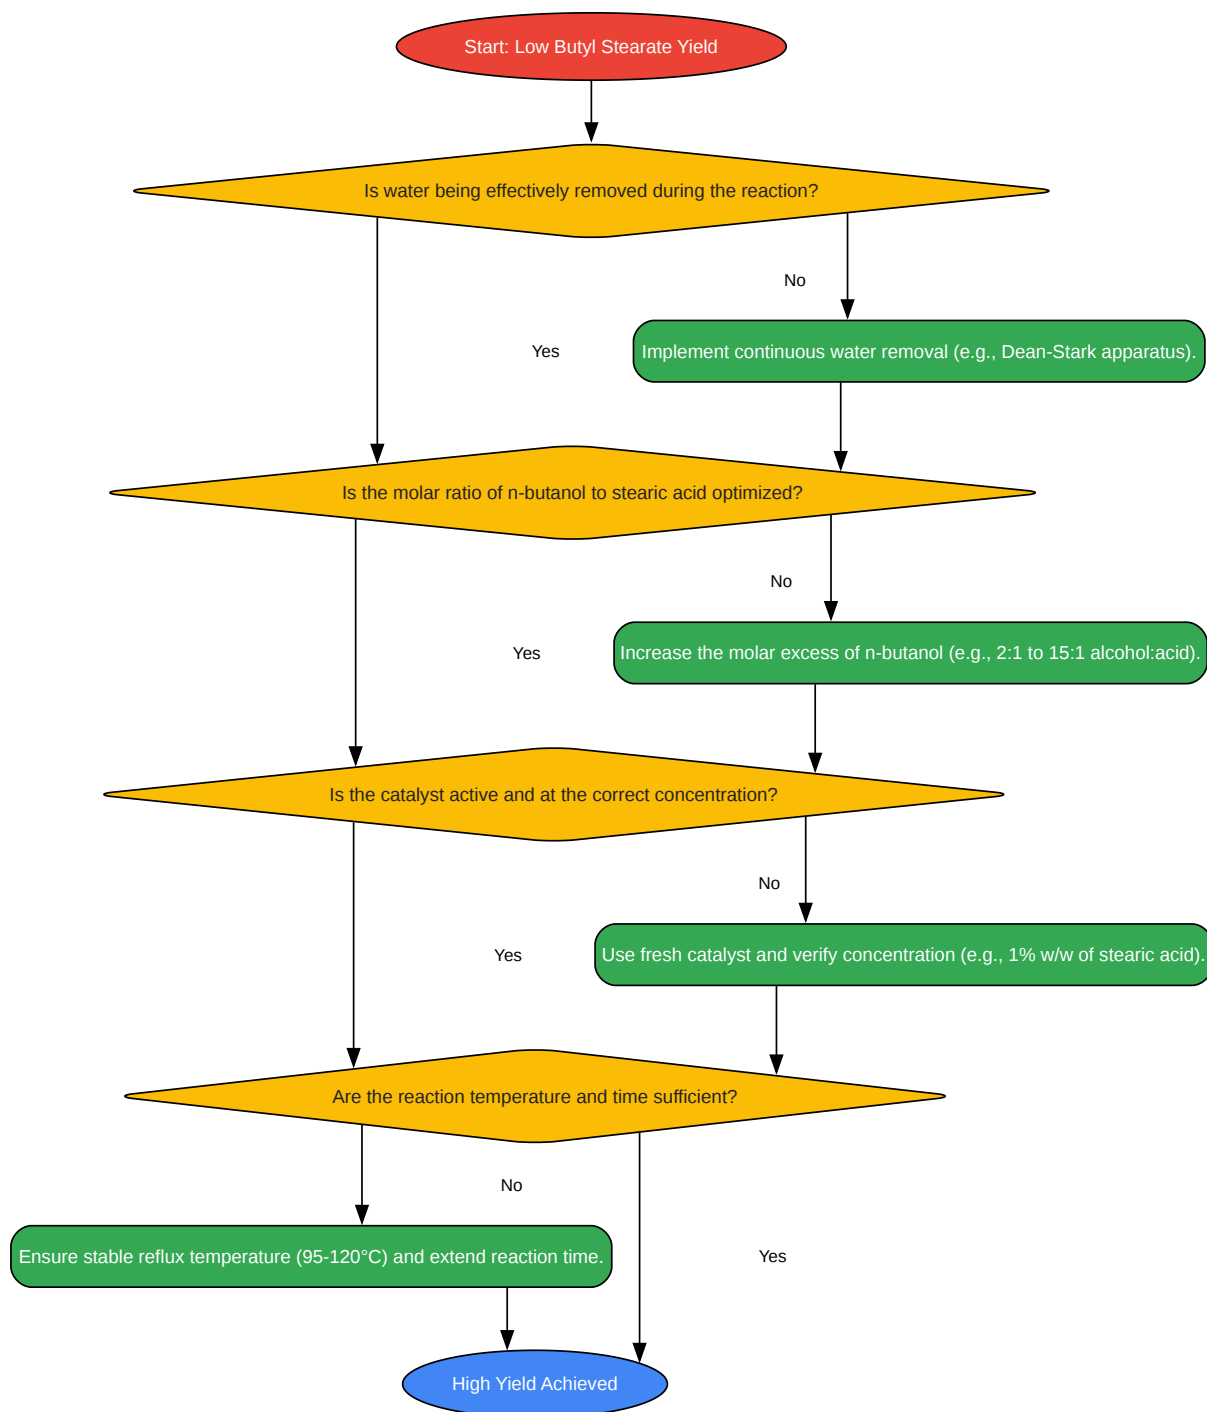 Start: Low Butyl Stearate Yield
Is water being effectively removed during the reaction?
No
Yes
Implement continuous water removal (e.g., Dean-Stark apparatus).
Is the molar ratio of n-butanol to stearic acid optimized?
No
Yes
Increase the molar excess of n-butanol (e.g., 2:1 to 15:1 alcohol:acid).
Is the catalyst active and at the correct concentration?
No
Yes
Use fresh catalyst and verify concentration (e.g., 1% w/w of stearic acid).
Are the reaction temperature and time sufficient?
No
Ensure stable reflux temperature (95-120°C) and extend reaction time.
Yes
High Yield Achieved